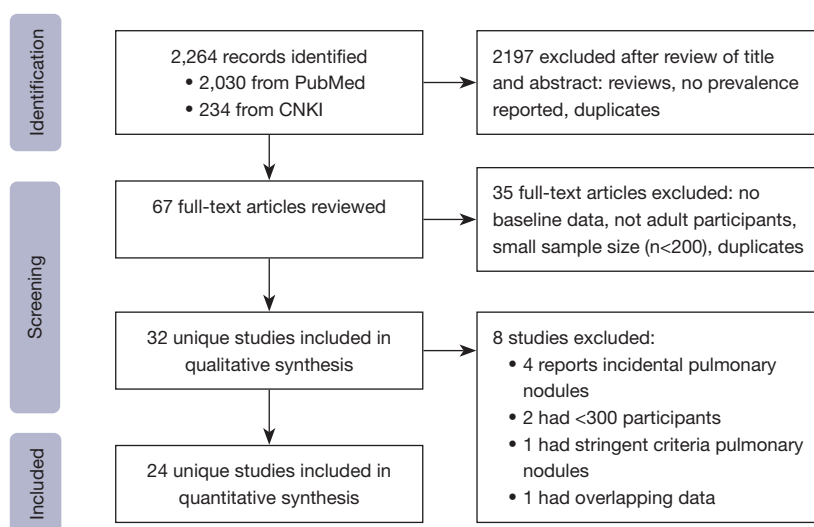 Identification
2,264 records identified
• 2,030 from PubMed
• 234 from CNKI
2197 excluded after review of title
and abstract: reviews, no prevalence
reported, duplicates
Screening
67 full-text articles reviewed
35 full-text articles excluded: no
baseline data, not adult participants,
small sample size (n<200), duplicates
32 unique studies included in
qualitative synthesis
8 studies excluded:
• 4 reports incidental pulmonary
nodules
• 2 had <300 participants
• 1 had stringent criteria pulmonary
nodules
• 1 had overlapping data
Included
24 unique studies included in
quantitative synthesis